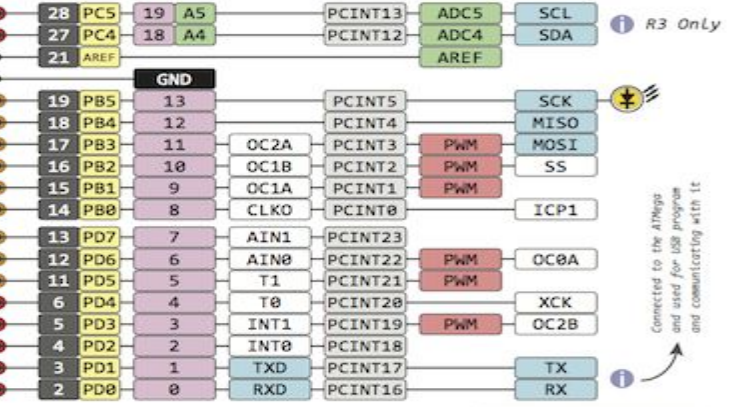 28 PC5 19 A5 PCINT13 ADC5 SCL
R3 Only
27 PC4 18 A4 PCINT12 ADC4 SDA
21 AREF AREF
GND
19 PB5 13 PCINT5 SCK
18 PB4 12 PCINT4 MISO
17 PB3 11 OC2A PCINT3 PWM MOSI
16 PB2 10 OC1B PCINT2 PWM SS
15 PB1 9 OC1A PCINT1 PWM
14 PB0 8 CLKO PCINT0 ICP1
13 PD7 7 AIN1 PCINT23
12 PD6 6 AIN0 PCINT22 PWM OC0A
11 PD5 5 T1 PCINT21 PWM
6 PD4 4 T0 PCINT20 XCK
5 PD3 3 INT1 PCINT19 PWM OC2B
4 PD2 2 INT0 PCINT18
3 PD1 1 TXD PCINT17 TX
2 PD0 0 RXD PCINT16 RX
Connected to the ATMega
and used for USB program
and communicating with it